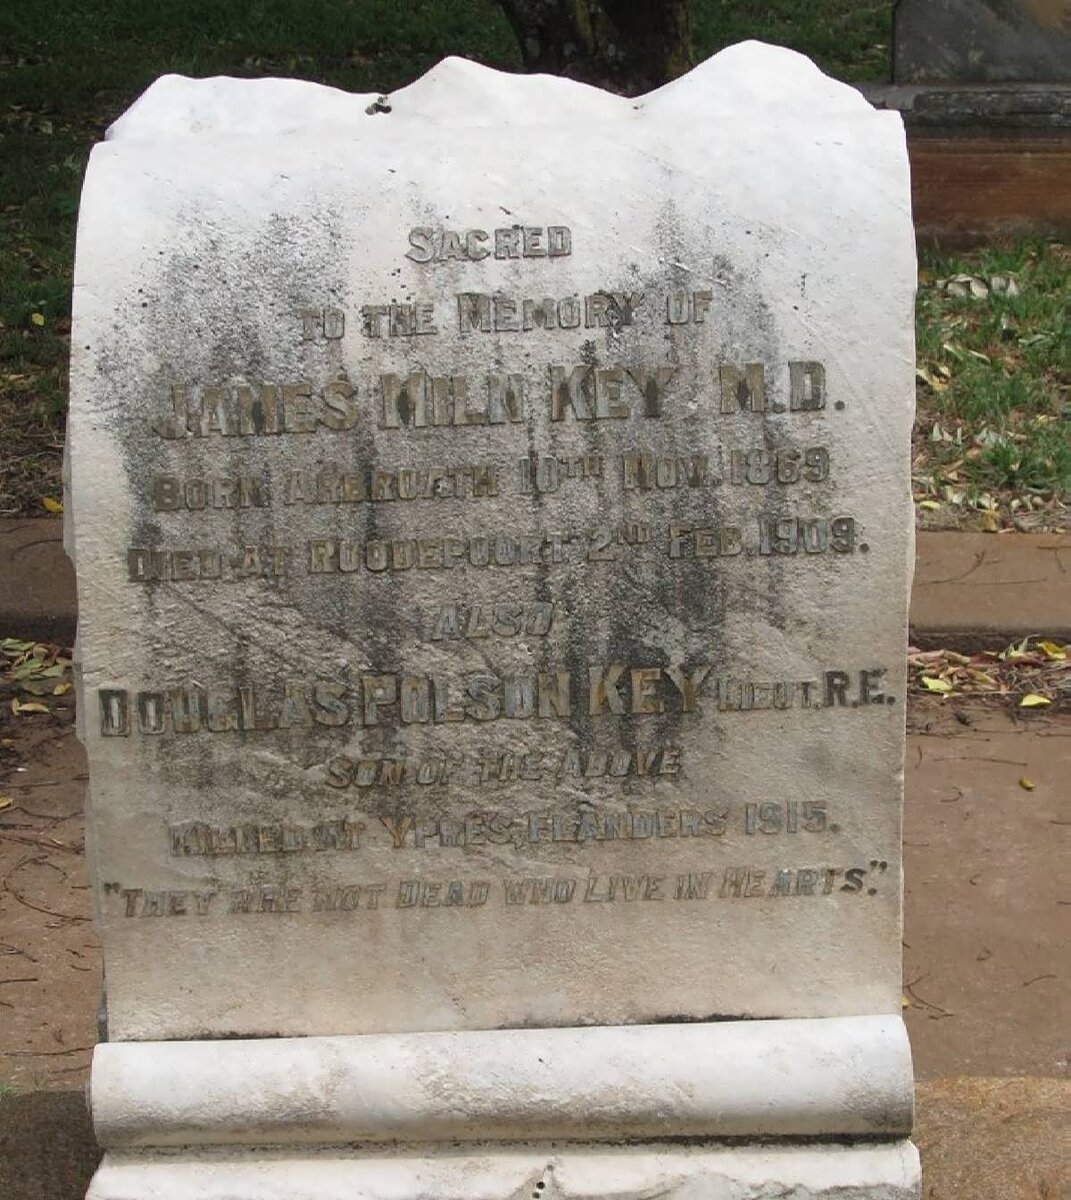 SACRED
TO THE MEMORY OF
JAMES MILN KEY M.D.
BORN ARBROATH 10TH NOV. 1869
DIED AT ROODEPOORT 2ND FEB. 1909.
ALSO
DOUGLAS POLSON KEY LIEUT. R.E.
SON OF THE ABOVE
KILLED AT YPRES, FLANDERS 1915.
"THEY ARE NOT DEAD WHO LIVE IN HEARTS."